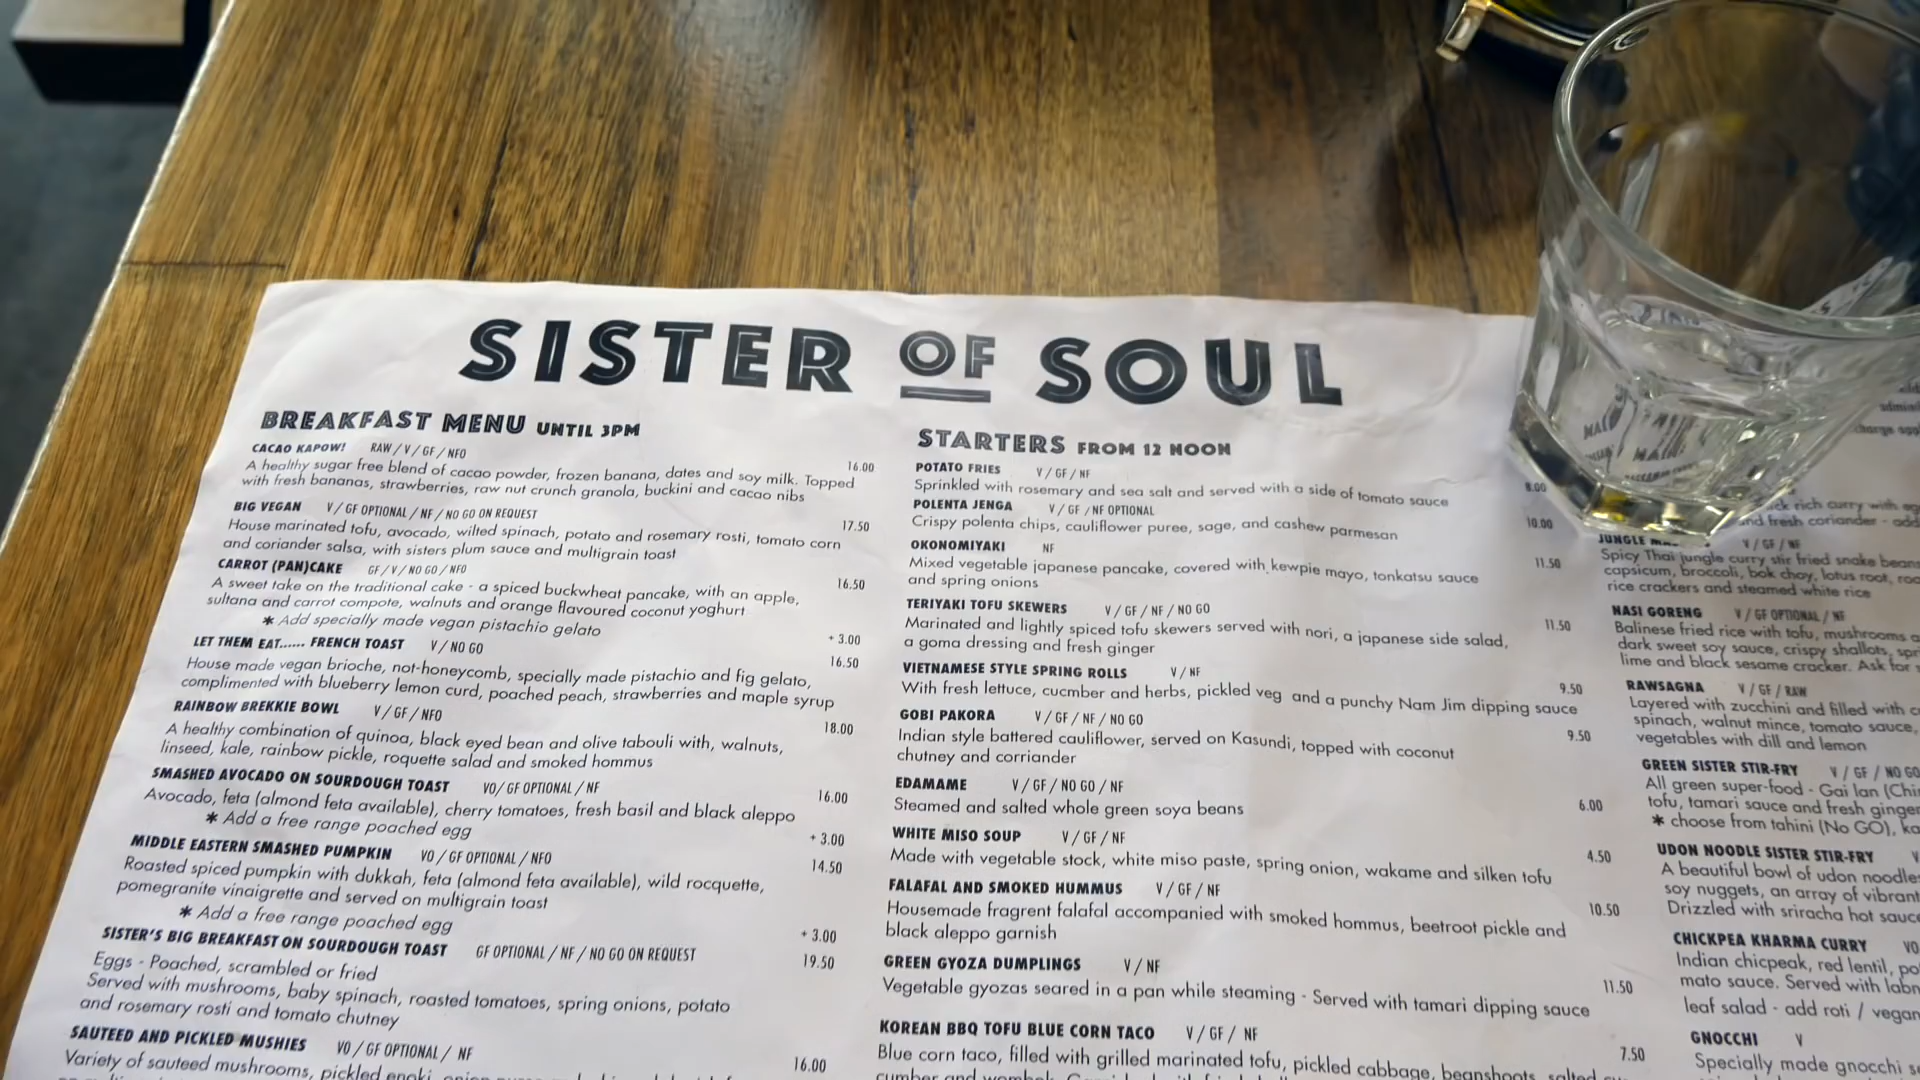 SISTER OF SOUL
BREAKFAST MENU UNTIL 3PM
CACAO KAPOW! RAW / V / GF / NFO
A healthy sugar free blend of cacao powder, frozen banana, dates and soy milk. Topped 16.00
with fresh bananas, strawberries, raw nut crunch granola, buckini and cacao nibs
BIG VEGAN V / GF OPTIONAL / NF / NO GO ON REQUEST
House marinated tofu, avocado, wilted spinach, potato and rosemary rosti, tomato corn 17.50
and coriander salsa, with sisters plum sauce and multigrain toast
CARROT (PAN)CAKE GF / V / NO GO / NFO
A sweet take on the traditional cake - a spiced buckwheat pancake, with an apple, 16.50
sultana and carrot compote, walnuts and orange flavoured coconut yoghurt
* Add specially made vegan pistachio gelato + 3.00
LET THEM EAT...... FRENCH TOAST V / NO GO
House made vegan brioche, not-honeycomb, specially made pistachio and fig gelato, 16.50
complimented with blueberry lemon curd, poached peach, strawberries and maple syrup
RAINBOW BREKKIE BOWL V / GF / NFO
A healthy combination of quinoa, black eyed bean and olive tabouli with, walnuts, 18.00
linseed, kale, rainbow pickle, roquette salad and smoked hommus
SMASHED AVOCADO ON SOURDOUGH TOAST VO/ GF OPTIONAL / NF
Avocado, feta (almond feta available), cherry tomatoes, fresh basil and black aleppo 16.00
* Add a free range poached egg + 3.00
MIDDLE EASTERN SMASHED PUMPKIN VO / GF OPTIONAL / NFO
Roasted spiced pumpkin with dukkah, feta (almond feta available), wild rocquette, 14.50
pomegranite vinaigrette and served on multigrain toast
* Add a free range poached egg + 3.00
SISTER'S BIG BREAKFAST ON SOURDOUGH TOAST GF OPTIONAL / NF / NO GO ON REQUEST
Eggs - Poached, scrambled or fried 19.50
Served with mushrooms, baby spinach, roasted tomatoes, spring onions, potato
and rosemary rosti and tomato chutney
SAUTEED AND PICKLED MUSHIES VO / GF OPTIONAL / NF
Variety of sauteed mushrooms, pickled enoki, 16.00
STARTERS FROM 12 NOON
POTATO FRIES V / GF / NF
Sprinkled with rosemary and sea salt and served with a side of tomato sauce 8.00
POLENTA JENGA V / GF / NF OPTIONAL
Crispy polenta chips, cauliflower puree, sage, and cashew parmesan 10.00
OKONOMIYAKI NF
Mixed vegetable japanese pancake, covered with kewpie mayo, tonkatsu sauce 11.50
and spring onions
TERIYAKI TOFU SKEWERS V / GF / NF / NO GO
Marinated and lightly spiced tofu skewers served with nori, a japanese side salad, 11.50
a goma dressing and fresh ginger
VIETNAMESE STYLE SPRING ROLLS V / NF
With fresh lettuce, cucmber and herbs, pickled veg and a punchy Nam Jim dipping sauce 9.50
GOBI PAKORA V / GF / NF / NO GO
Indian style battered cauliflower, served on Kasundi, topped with coconut 9.50
chutney and corriander
EDAMAME V / GF / NO GO / NF
Steamed and salted whole green soya beans 6.00
WHITE MISO SOUP V / GF / NF
Made with vegetable stock, white miso paste, spring onion, wakame and silken tofu 4.50
FALAFAL AND SMOKED HUMMUS V / GF / NF
Housemade fragrent falafal accompanied with smoked hommus, beetroot pickle and 10.50
black aleppo garnish
GREEN GYOZA DUMPLINGS V / NF
Vegetable gyozas seared in a pan while steaming - Served with tamari dipping sauce 11.50
KOREAN BBQ TOFU BLUE CORN TACO V / GF / NF
Blue corn taco, filled with grilled marinated tofu, pickled cabbage, beanshoots, salted 7.50
rich curry with
and fresh coriander - add
JUNGLE V / GF / NF
Spicy Thai jungle curry stir fried snake beans
capsicum, broccoli, bok choy, lotus root,
rice crackers and steamed white rice
NASI GORENG V / GF OPTIONAL / NF
Balinese fried rice with tofu, mushrooms
dark sweet soy sauce, crispy shallots,
lime and black sesame cracker. Ask for
RAWSAGNA V / GF / RAW
Layered with zucchini and filled with
spinach, walnut mince, tomato sauce,
vegetables with dill and lemon
GREEN SISTER STIR-FRY V / GF / NO GO
All green super-food - Gai lan
tofu, tamari sauce and fresh ginger
* choose from tahini (No GO),
UDON NOODLE SISTER STIR-FRY
A beautiful bowl of udon noodles
soy nuggets, an array of vibrant
Drizzled with sriracha hot sauce
CHICKPEA KHARMA CURRY VO
Indian chicpeak, red lentil,
mato sauce. Served with
leaf salad - add roti / vegan
GNOCCHI V
Specially made gnocchi